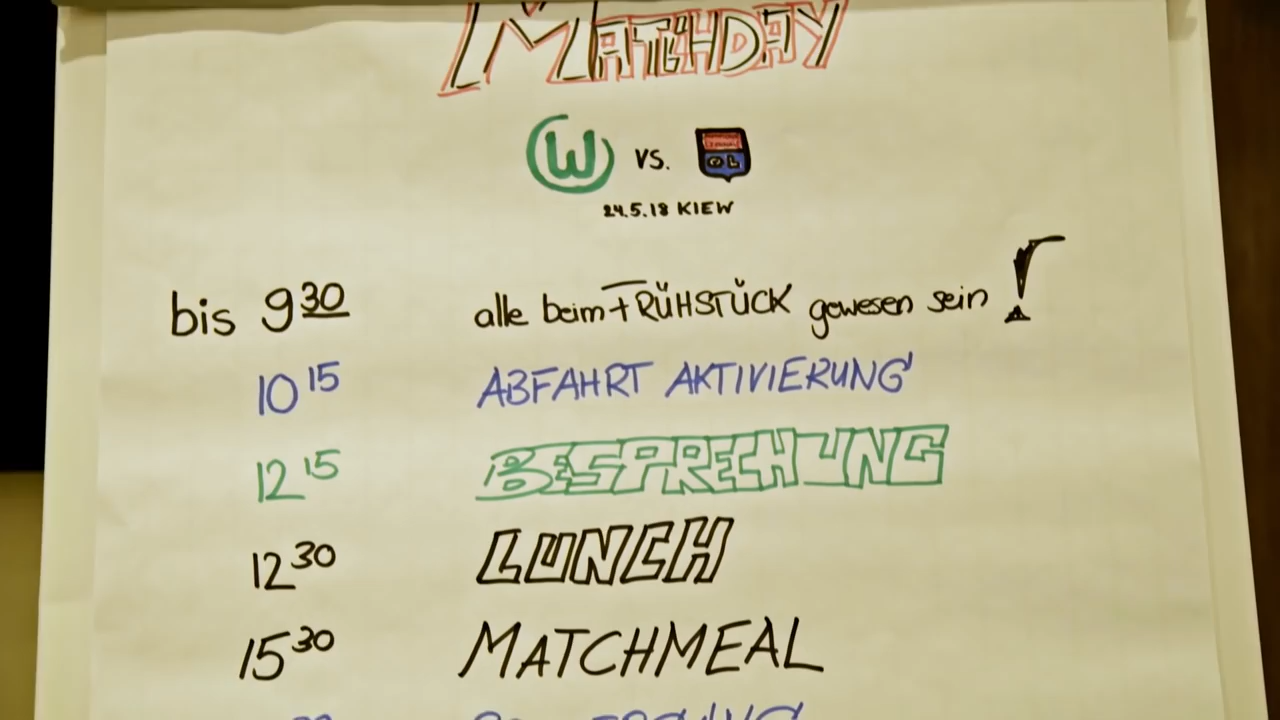 MATCHDAY
W vs. OL
24.5.18 KIEW
bis 9 30 alle beim FRÜHSTÜCK gewesen sein !
10 15 ABFAHRT AKTIVIERUNG
12 15 BESPRECHUNG
12 30 LUNCH
15 30 MATCHMEAL